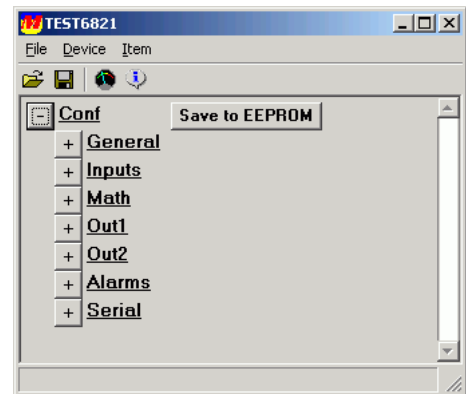 TEST6821
File Device Item
Conf Save to EEPROM
General
Inputs
Math
Out1
Out2
Alarms
Serial